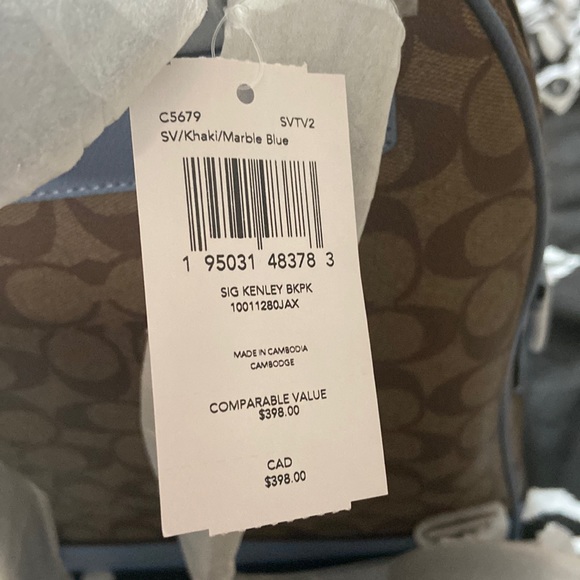 C5679 SVTV2
SV/Khaki/Marble Blue
1 95031 48378 3
SIG KENLEY BKPK
10011280JAX
MADE IN CAMBODIA
CAMBODGE
COMPARABLE VALUE
$398.00
CAD
$398.00